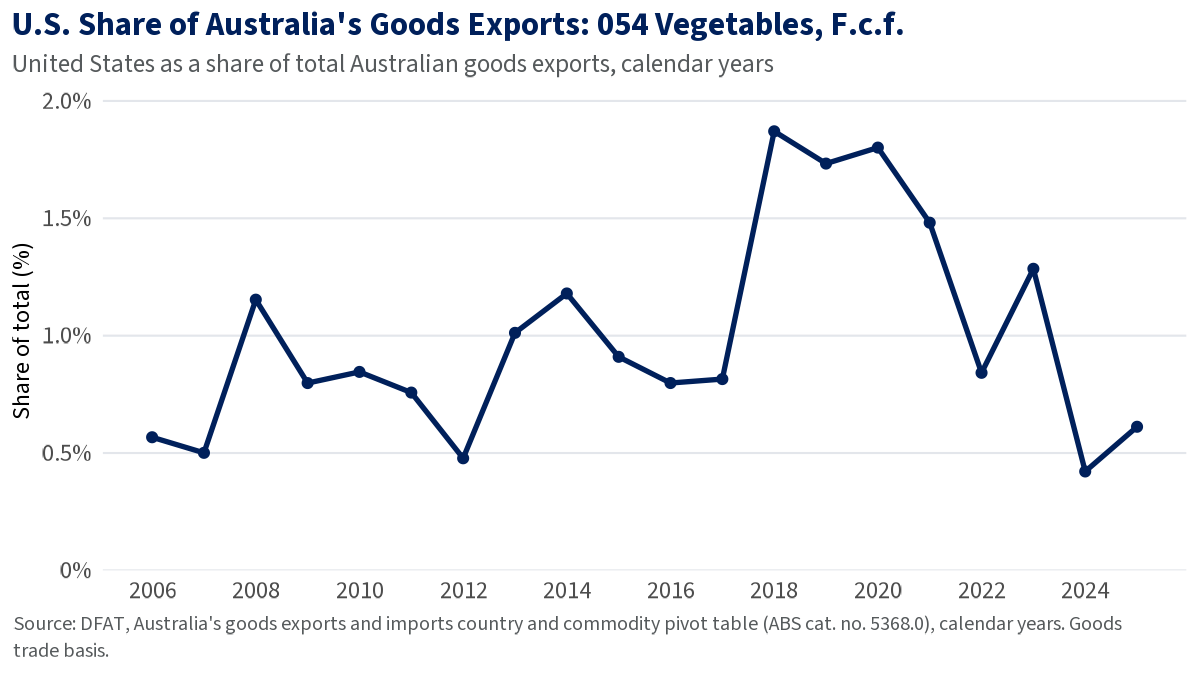 U.S. Share of Australia's Goods Exports: 054 Vegetables, F.c.f.
United States as a share of total Australian goods exports, calendar years
Share of total (%)
2.0%
1.5%
1.0%
0.5%
0%
2006 2008 2010 2012 2014 2016 2018 2020 2022 2024
Source: DFAT, Australia's goods exports and imports country and commodity pivot table (ABS cat. no. 5368.0), calendar years. Goods
trade basis.